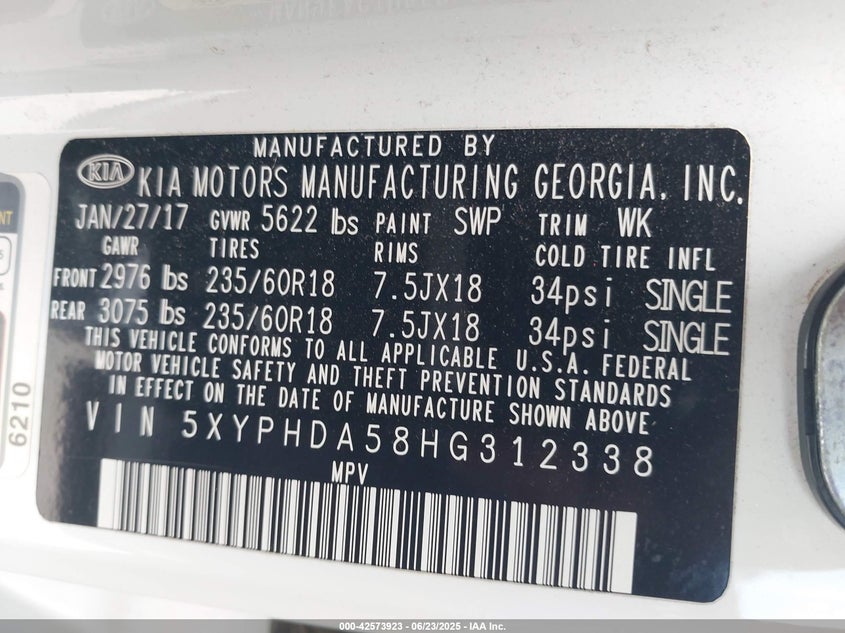 MANUFACTURED BY
KIA KIA MOTORS MANUFACTURING GEORGIA, INC.
JAN/27/17 GVWR 5622 lbs PAINT SWP TRIM WK
GAWR TIRES RIMS COLD TIRE INFL
FRONT 2976 lbs 235/60R18 7.5JX18 34psi SINGLE
REAR 3075 lbs 235/60R18 7.5JX18 34psi SINGLE
THIS VEHICLE CONFORMS TO ALL APPLICABLE U.S.A. FEDERAL
MOTOR VEHICLE SAFETY AND THEFT PREVENTION STANDARDS
IN EFFECT ON THE DATE OF MANUFACTURE SHOWN ABOVE
VIN 5XYPHDA58HG312338
MPV
6210
000-42573923 - 06/23/2025 - IAA Inc.